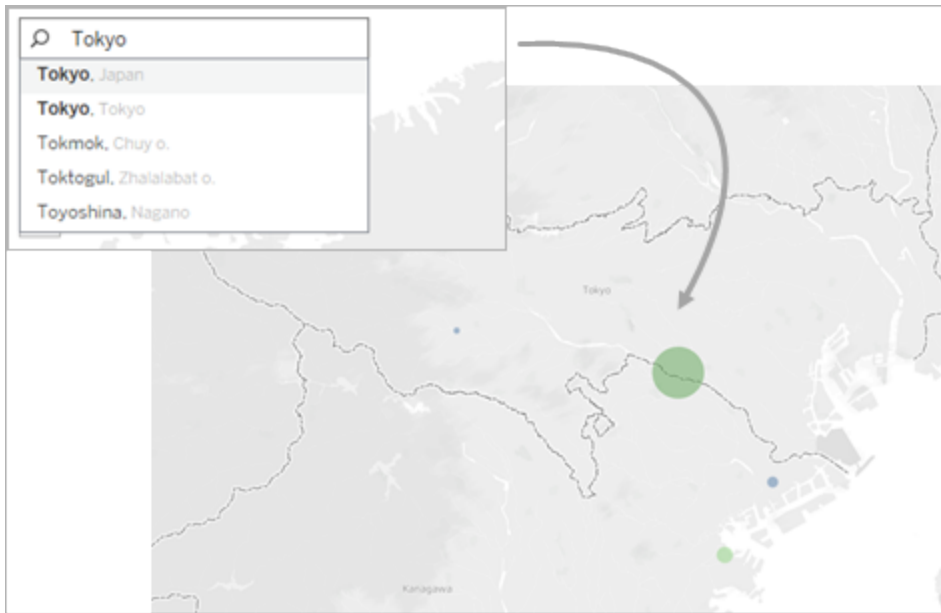 Tokyo
Tokyo, Japan
Tokyo, Tokyo
Tokmok, Chuy o.
Toktogul, Zhalalabat o.
Toyoshina, Nagano
Tokyo
Kanagawa